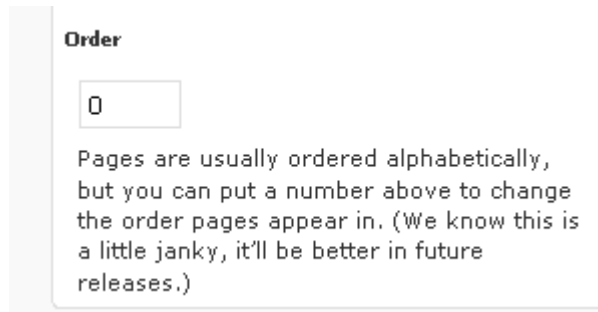 Order
0
Pages are usually ordered alphabetically,
but you can put a number above to change
the order pages appear in. (We know this is
a little janky, it'll be better in future
releases.)